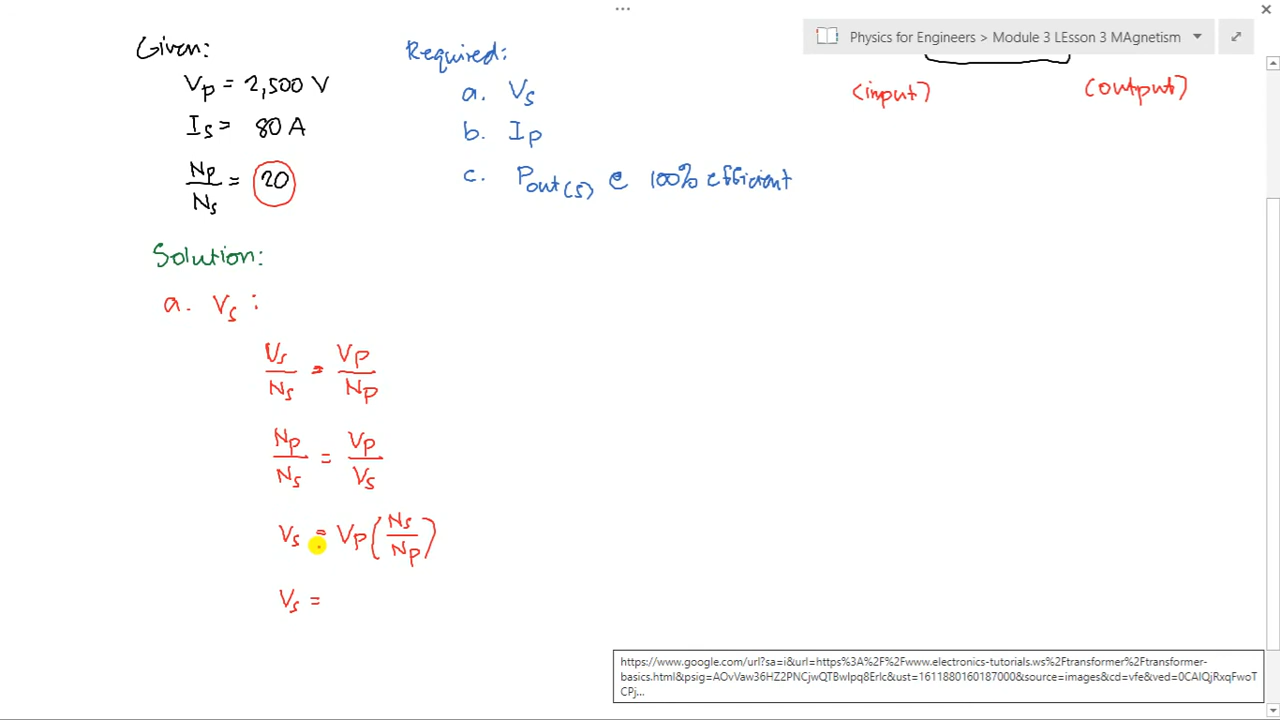 ...
Physics for Engineers > Module 3 LEsson 3 MAgnetism
Given:
Vp = 2,500 V
Is = 80 A
Np/Ns = 20
Required:
a. Vs
b. Ip
c. Pout(s) @ 100% efficient
(input) (output)
Solution:
a. Vs :
Vs/Ns = Vp/Np
Np/Ns = Vp/Vs
Vs = Vp(Ns/Np)
Vs =
https://www.google.com/url?sa=i&url=https%3A%2F%2Fwww.electronics-tutorials.ws%2Ftransformer%2Ftransformer-
basics.html&psig=AOvVaw36HZ2PNCjwQTBwIpq8Erlc&ust=1611880160187000&source=images&cd=vfe&ved=0CAIQjRxqFwoT
CPj...